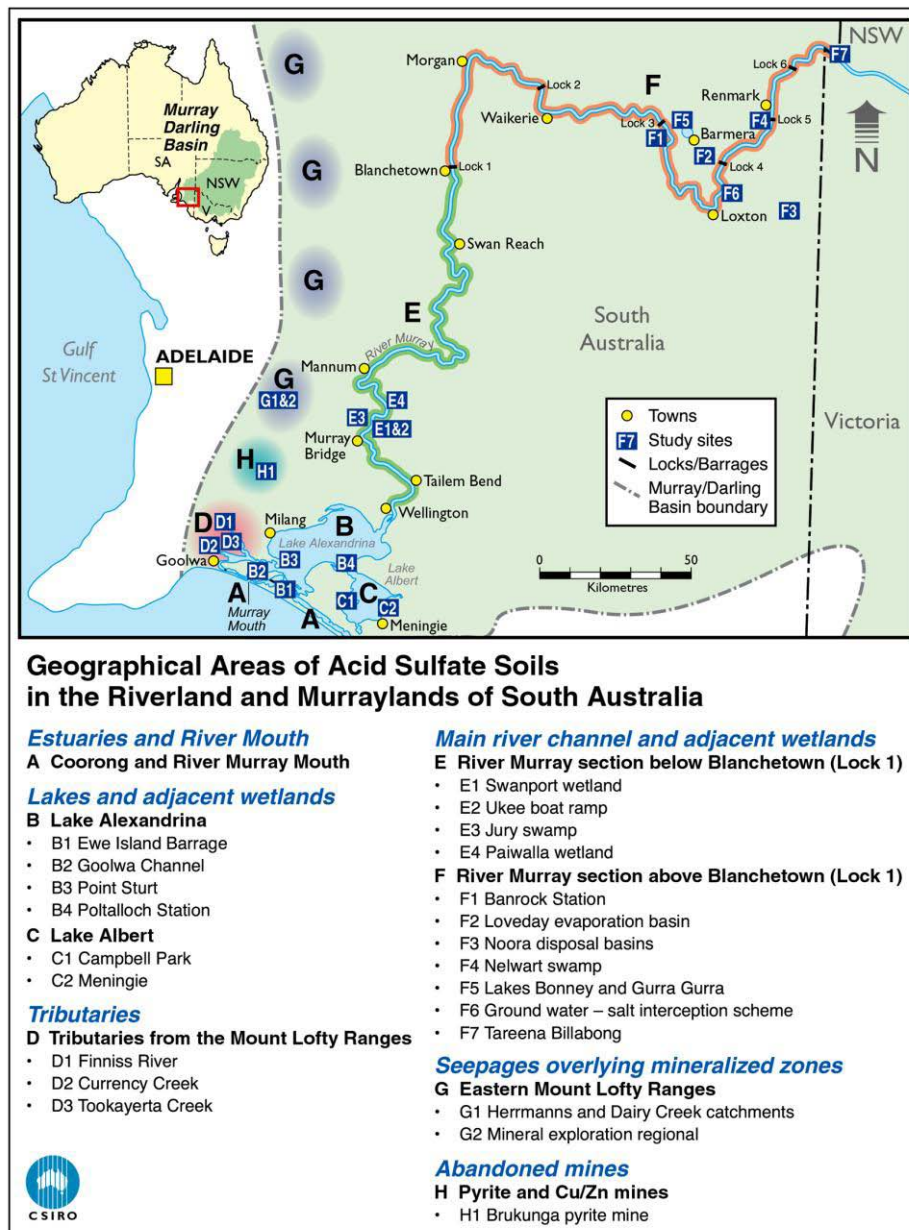 Murray
Darling
Basin
SA
NSW
V
G
G
G
G
G1&2
H
H1
D
D1
D2
D3
Gulf
St Vincent
ADELAIDE
Morgan
Lock 2
Waikerie
Blanchetown
Lock 1
Swan Reach
E
River Murray
Mannum
E4
E3
E1&2
Murray
Bridge
Tailem Bend
Wellington
Milang
B
Lake Alexandrina
Goolwa
B2
B3
B4
B1
Lake
Albert
A
Murray
Mouth
A
C
C1
C2
Meningie
F
Lock 3
F1
F5
Barmera
F2
Renmark
F4
Lock 6
Lock 5
Lock 4
F6
Loxton
F3
F7
NSW
N
South
Australia
Victoria
Towns
F7 Study sites
Locks/Barrages
Murray/Darling
Basin boundary
0 50
Kilometres
Geographical Areas of Acid Sulfate Soils
in the Riverland and Murraylands of South Australia
Estuaries and River Mouth
A Coorong and River Murray Mouth
Lakes and adjacent wetlands
B Lake Alexandrina
• B1 Ewe Island Barrage
• B2 Goolwa Channel
• B3 Point Sturt
• B4 Poltalloch Station
C Lake Albert
• C1 Campbell Park
• C2 Meningie
Tributaries
D Tributaries from the Mount Lofty Ranges
• D1 Finniss River
• D2 Currency Creek
• D3 Tookayerta Creek
Main river channel and adjacent wetlands
E River Murray section below Blanchetown (Lock 1)
• E1 Swanport wetland
• E2 Ukee boat ramp
• E3 Jury swamp
• E4 Paiwalla wetland
F River Murray section above Blanchetown (Lock 1)
• F1 Banrock Station
• F2 Loveday evaporation basin
• F3 Noora disposal basins
• F4 Nelwart swamp
• F5 Lakes Bonney and Gurra Gurra
• F6 Ground water – salt interception scheme
• F7 Tareena Billabong
Seepages overlying mineralized zones
G Eastern Mount Lofty Ranges
• G1 Herrmanns and Dairy Creek catchments
• G2 Mineral exploration regional
Abandoned mines
H Pyrite and Cu/Zn mines
• H1 Brukunga pyrite mine
CSIRO